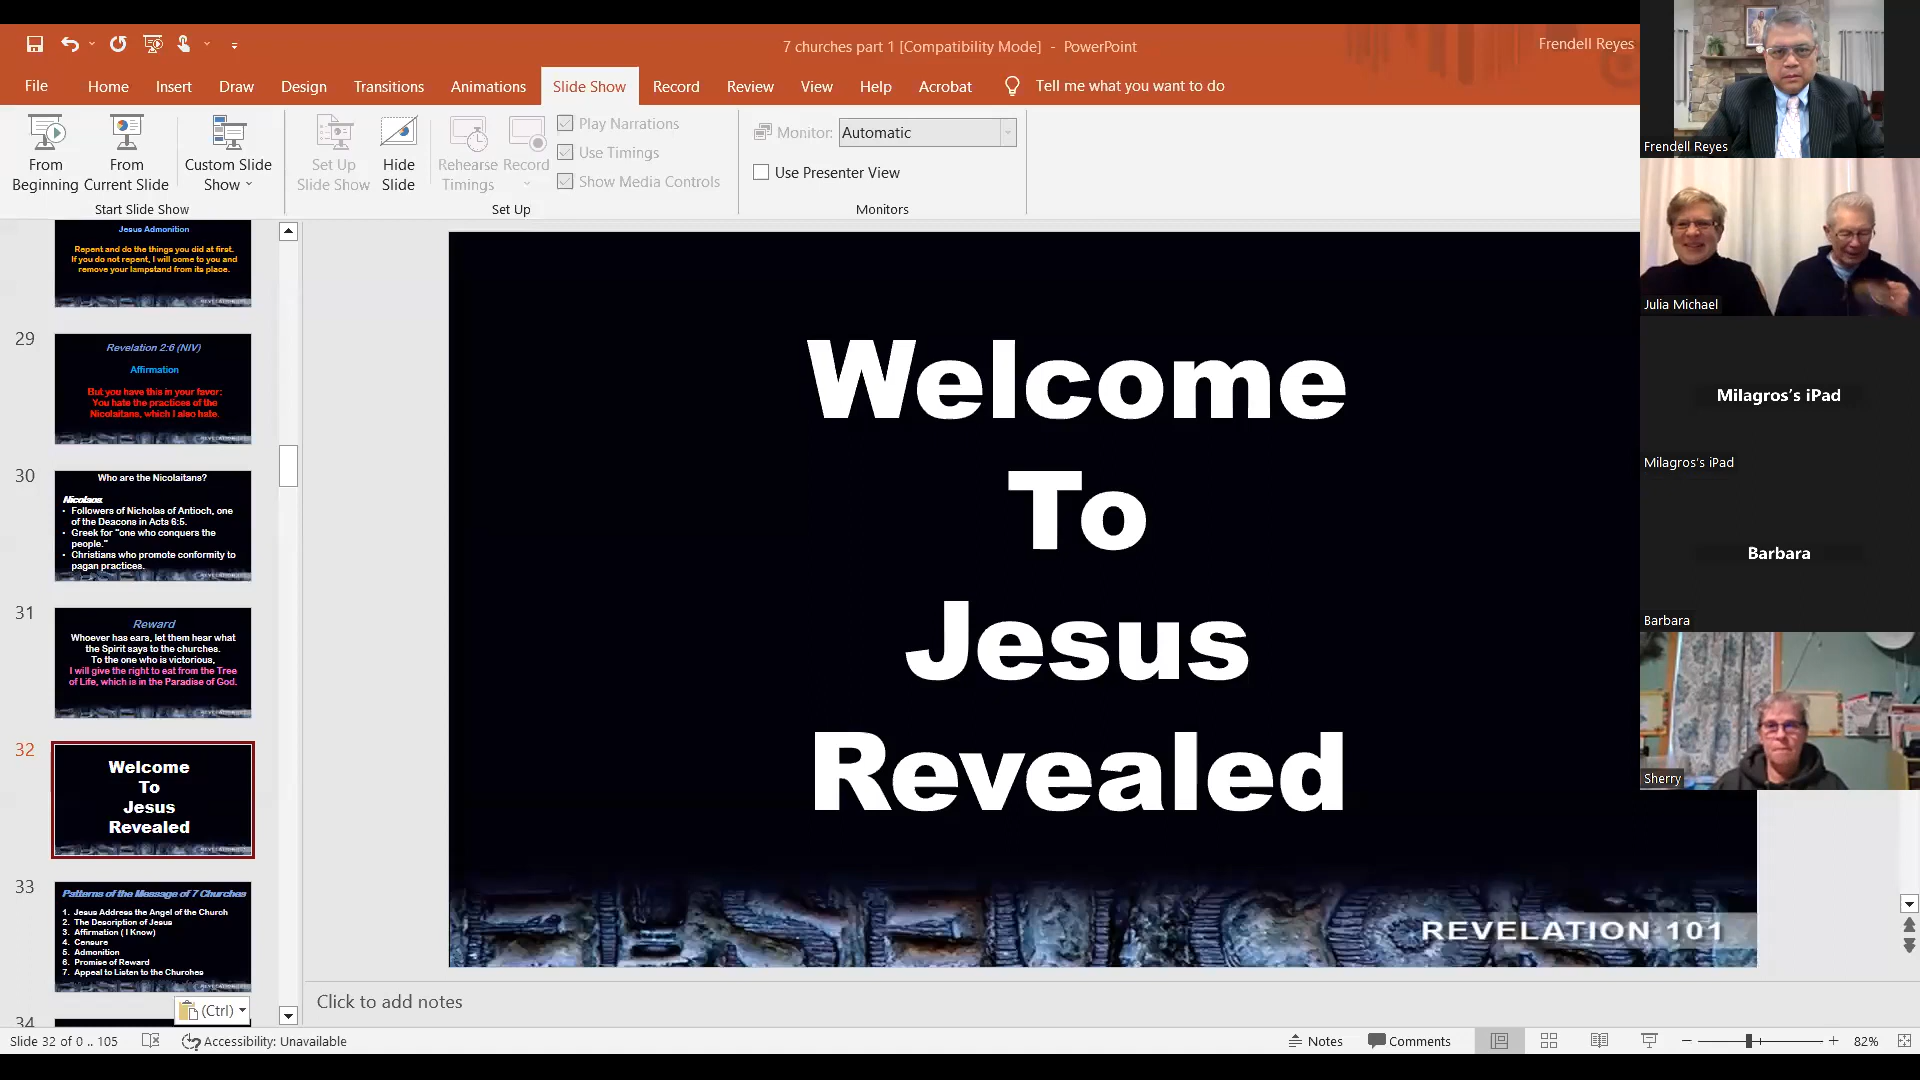 7 churches part 1 [Compatibility Mode] - PowerPoint
Frendell Reyes
File
Home
Insert
Draw
Design
Transitions
Animations
Slide Show
Record
Review
View
Help
Acrobat
Tell me what you want to do
From
Beginning
From
Current Slide
Custom Slide
Show
Start Slide Show
Set Up
Slide Show
Hide
Slide
Rehearse
Timings
Record
Play Narrations
Use Timings
Show Media Controls
Set Up
Monitor:
Automatic
Use Presenter View
Monitors
Jesus Admonition
Repent and do the things you did at first.
If you do not repent, I will come to you and
remove your lampstand from its place.
29
Revelation 2:6 (NIV)
Affirmation
But you have this in your favor:
You hate the practices of the
Nicolaitans, which I also hate.
30
Who are the Nicolaitans?
Nicolaos
• Followers of Nicholas of Antioch, one
of the Deacons in Acts 6:5.
• Greek for "one who conquers the
people."
• Christians who promote conformity to
pagan practices.
31
Reward
Whoever has ears, let them hear what
the Spirit says to the churches.
To the one who is victorious,
I will give the right to eat from the Tree
of Life, which is in the Paradise of God.
32
Welcome
To
Jesus
Revealed
33
Patterns of the Message of 7 Churches
1. Jesus Address the Angel of the Church
2. The Description of Jesus
3. Affirmation ( I Know)
4. Censure
5. Admonition
6. Promise of Reward
7. Appeal to Listen to the Churches
(Ctrl)
34
Welcome
To
Jesus
Revealed
REVELATION 101
Click to add notes
Slide 32 of 0 .. 105
Accessibility: Unavailable
Notes
Comments
82%
Frendell Reyes
Julia Michael
Milagros's iPad
Milagros's iPad
Barbara
Barbara
Sherry